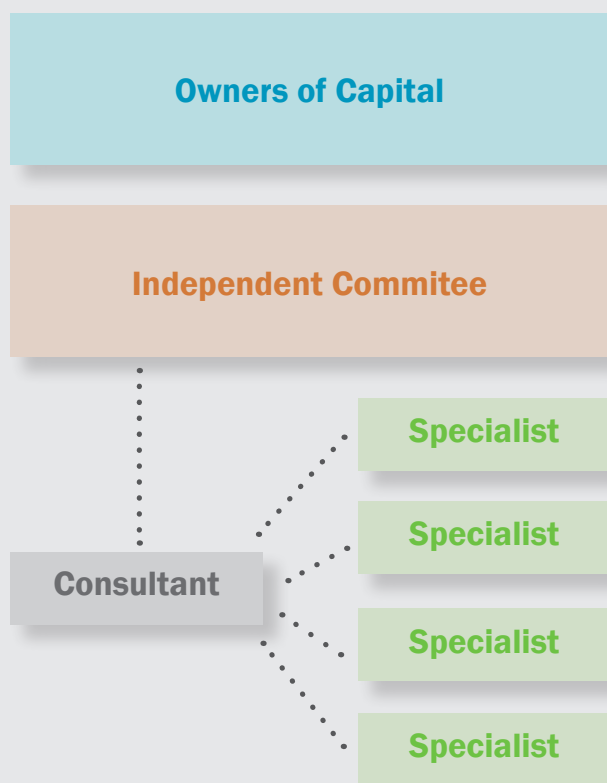 Owners of Capital
Independent Commitee
Specialist
Specialist
Consultant
Specialist
Specialist